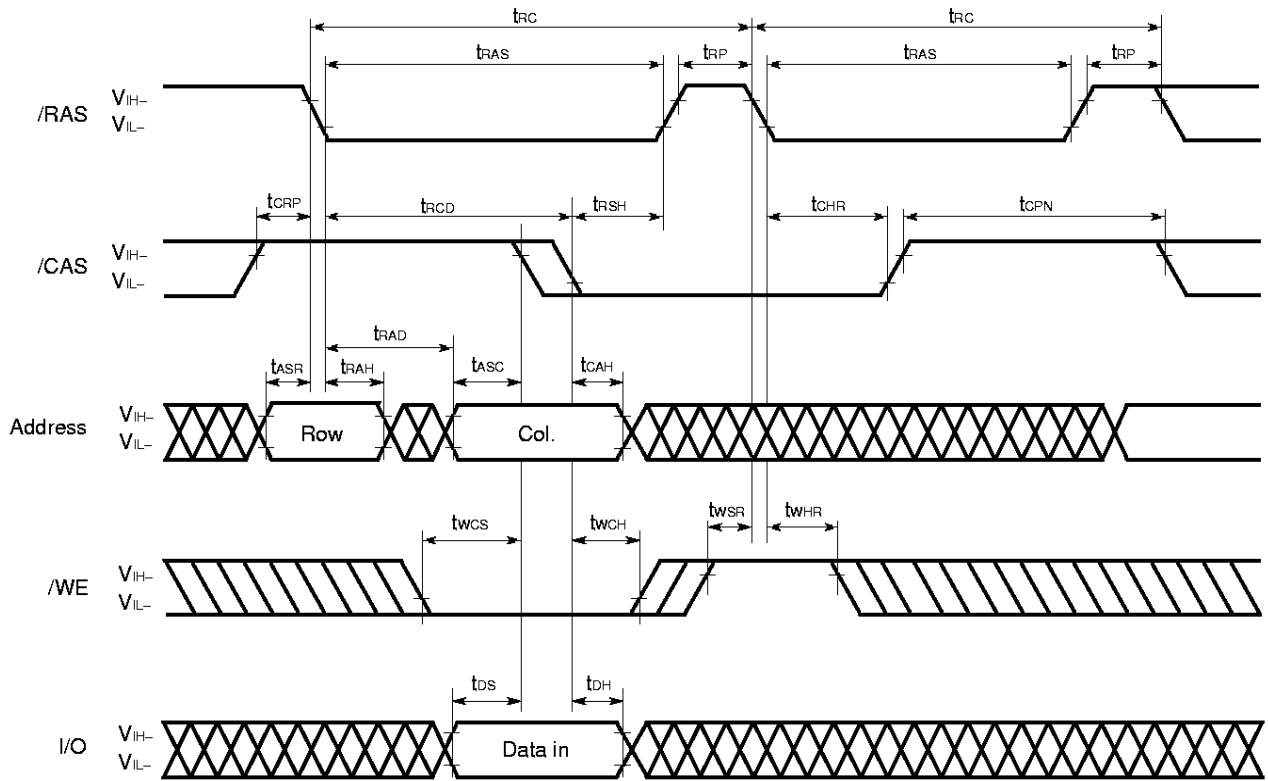 tRC tRC
tRAS tRP tRAS tRP
/RAS VIH–
VIL–
tCRP tRCD tRSH tCHR tCPN
/CAS VIH–
VIL–
tRAD
tASR tRAH tASC tCAH
Address VIH–
VIL–
Row Col.
tWSR tWHR
tWCS tWCH
/WE VIH–
VIL–
tDS tDH
I/O VIH–
VIL–
Data in